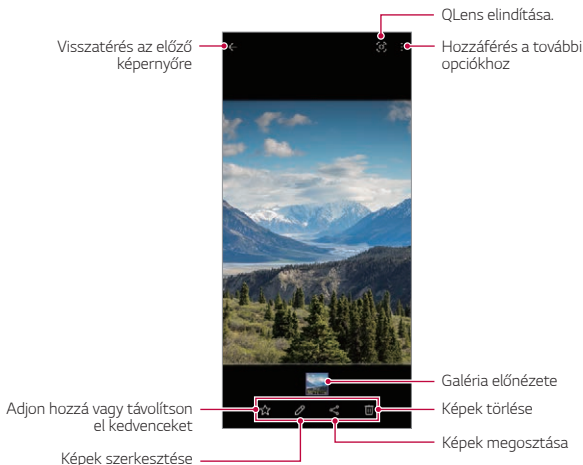 QLens elindítása.
Visszatérés az előző
képernyőre
Hozzáférés a további
opciókhoz
Galéria előnézete
Adjon hozzá vagy távolítson
el kedvenceket
Képek törlése
Képek megosztása
Képek szerkesztése